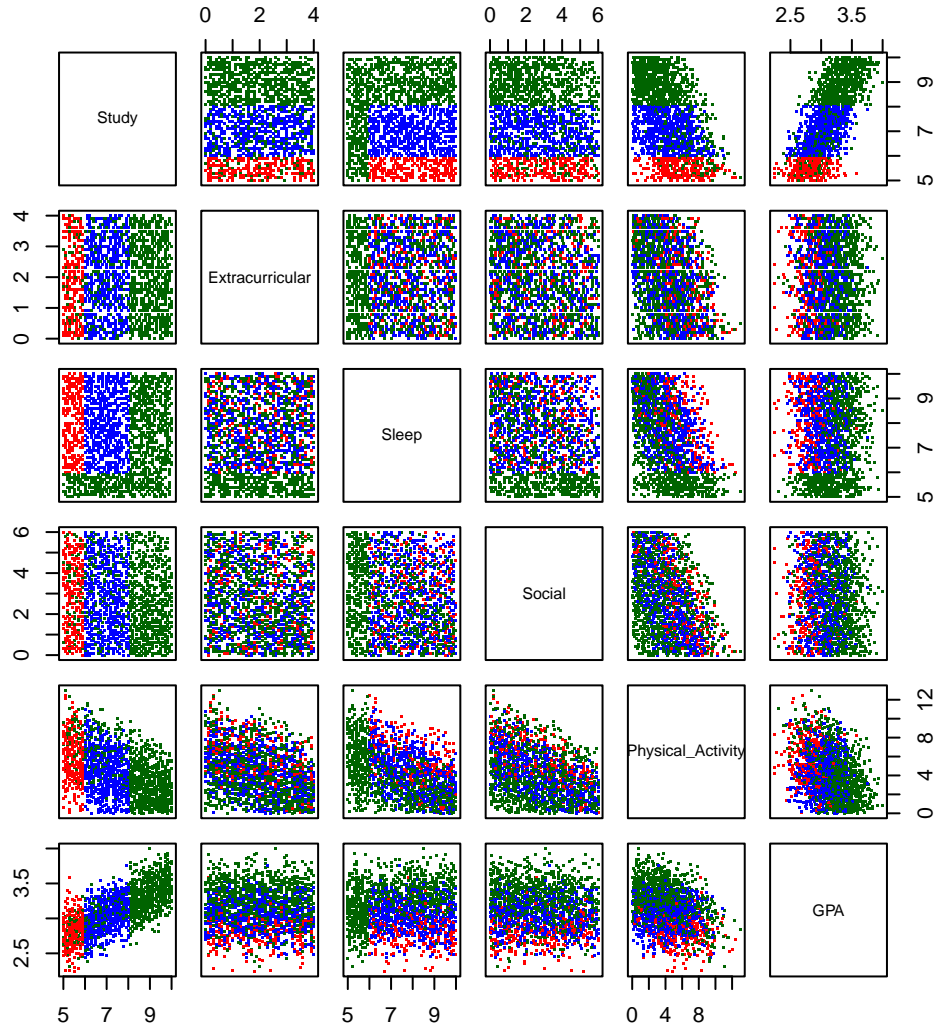 0 2 4 0 2 4 6 2.5 3.5
Study
5 7 9
0 1 2 3 4
Extracurricular
Sleep
5 7 9
0 2 4 6
Social
Physical_Activity
0 4 8 12
2.5 3.5
GPA
5 7 9 7 9 0 4 8